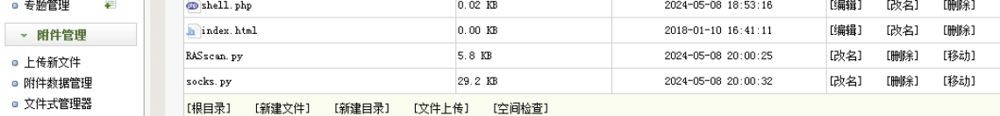 专题管理
附件管理
上传新文件
附件数据管理
文件式管理器
shell.php 0.02 KB 2024-05-08 18:53:16 [编辑] [改名] [删除]
index.html 0.00 KB 2018-01-10 16:41:11 [编辑] [改名] [删除]
RASscan.py 5.8 KB 2024-05-08 20:00:25 [改名] [删除] [移动]
socks.py 29.2 KB 2024-05-08 20:00:32 [改名] [删除] [移动]
[根目录] [新建文件] [新建目录] [文件上传] [空间检查]